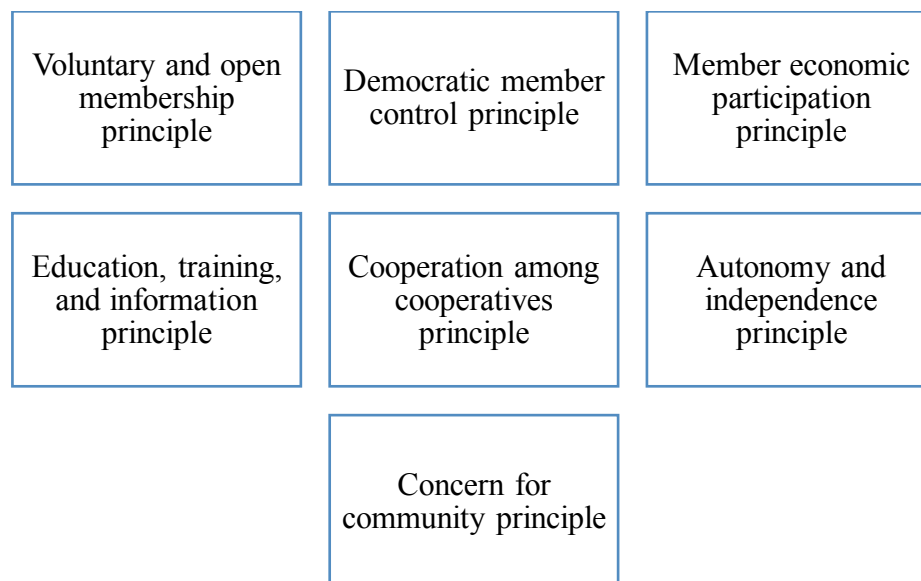 Voluntary and open
membership
principle
Democratic member
control principle
Member economic
participation
principle
Education, training,
and information
principle
Cooperation among
cooperatives
principle
Autonomy and
independence
principle
Concern for
community principle